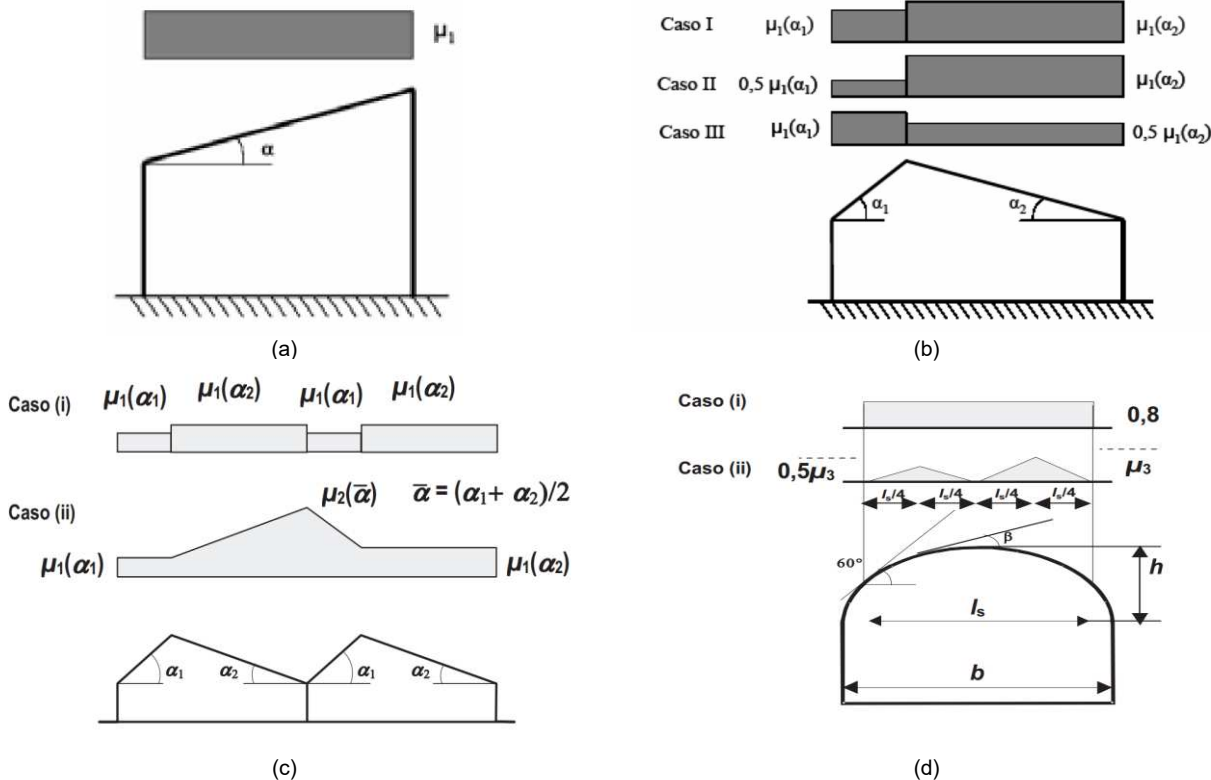 μ₁
α
(a)
Caso I μ₁(α₁) μ₁(α₂)
Caso II 0,5 μ₁(α₁) μ₁(α₂)
Caso III μ₁(α₁) 0,5 μ₁(α₂)
α₁ α₂
(b)
Caso (i) μ₁(α₁) μ₁(α₂) μ₁(α₁) μ₁(α₂)
Caso (ii) μ₂(ᾱ) ᾱ = (α₁+ α₂)/2
μ₁(α₁) μ₁(α₂)
α₁ α₂ α₁ α₂
(c)
Caso (i) 0,8
Caso (ii) 0,5μ₃ μ₃
lₛ/4 lₛ/4 lₛ/4 lₛ/4
β
60° h
lₛ
b
(d)